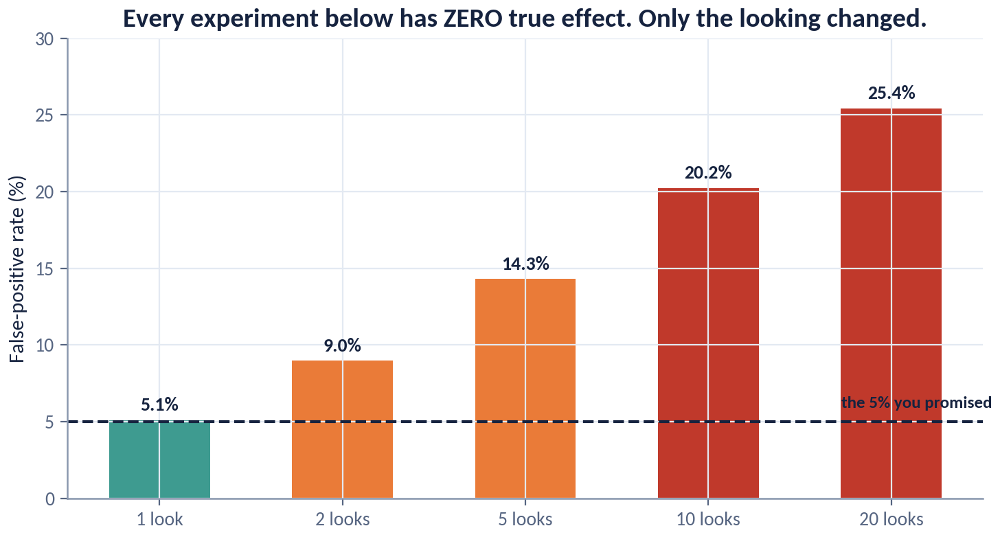 Every experiment below has ZERO true effect. Only the looking changed.
False-positive rate (%)
30
25
20
15
10
5
0
5.1%
9.0%
14.3%
20.2%
25.4%
the 5% you promised
1 look
2 looks
5 looks
10 looks
20 looks